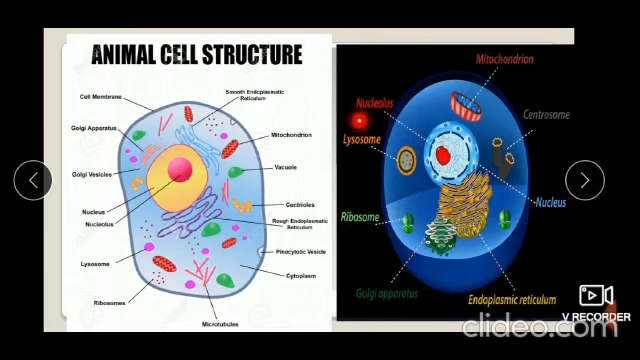 ANIMAL CELL STRUCTURE
Cell Membrane
Smooth Endoplasmatic
Reticulum
Golgi Apparatus
Mitochondrion
Golgi Vesicles
Vacuole
Nucleus
Centrioles
Nucleolus
Rough Endoplasmatic
Reticulum
Lysosome
Pinocytotic Vesicle
Cytoplasm
Ribosomes
Microtubules
Mitochondrion
Nucleolus
Centrosome
Lysosome
Nucleus
Ribosome
Golgi apparatus
Endoplasmic reticulum
V RECORDER
clideo.com